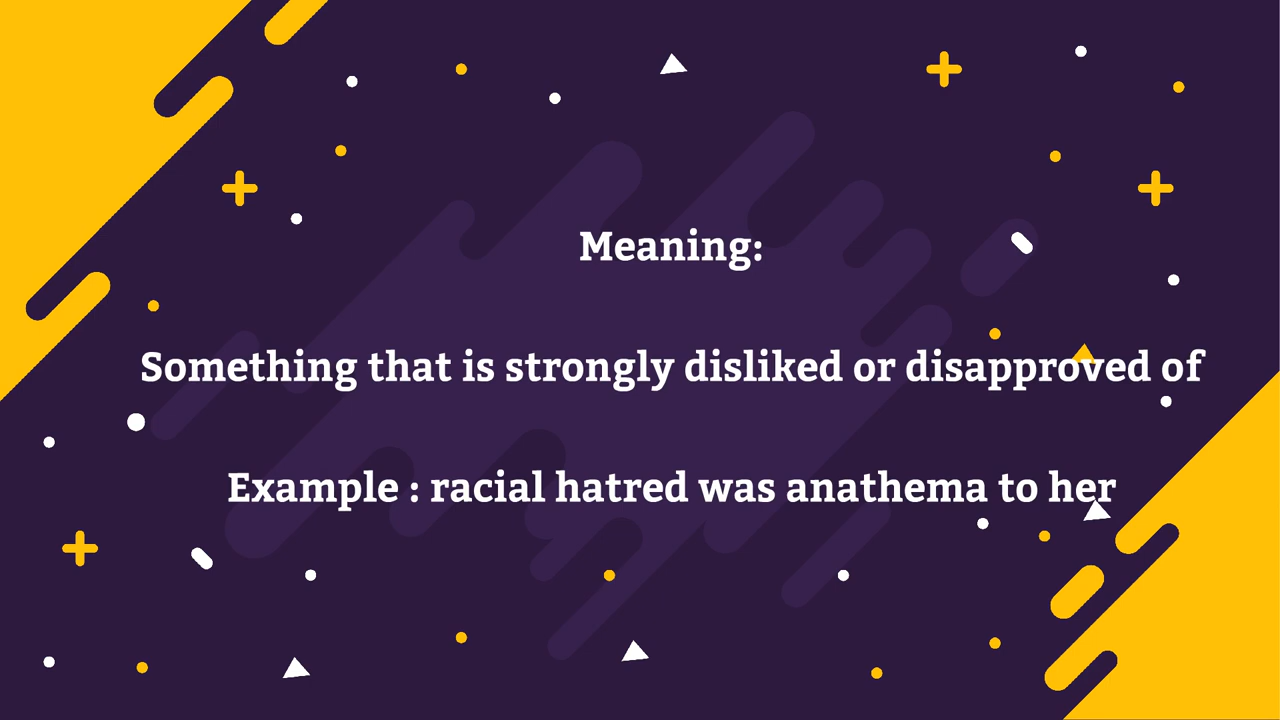 Meaning:
Something that is strongly disliked or disapproved of
Example : racial hatred was anathema to her